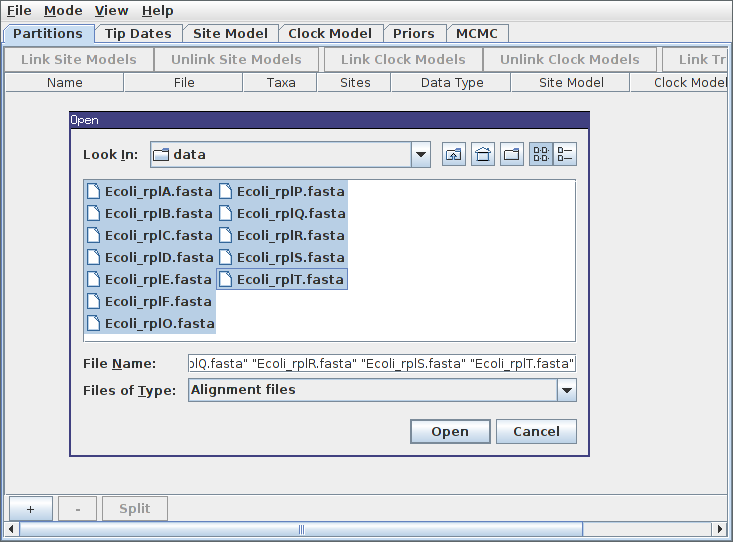 File Mode View Help
Partitions Tip Dates Site Model Clock Model Priors MCMC
Link Site Models Unlink Site Models Link Clock Models Unlink Clock Models Link Tr
Name File Taxa Sites Data Type Site Model Clock Model
Open
Look In: data
Ecoli_rplA.fasta Ecoli_rplP.fasta
Ecoli_rplB.fasta Ecoli_rplQ.fasta
Ecoli_rplC.fasta Ecoli_rplR.fasta
Ecoli_rplD.fasta Ecoli_rplS.fasta
Ecoli_rplE.fasta Ecoli_rplT.fasta
Ecoli_rplF.fasta
Ecoli_rplO.fasta
File Name: plQ.fasta" "Ecoli_rplR.fasta" "Ecoli_rplS.fasta" "Ecoli_rplT.fasta"
Files of Type: Alignment files
Open Cancel
+ - Split